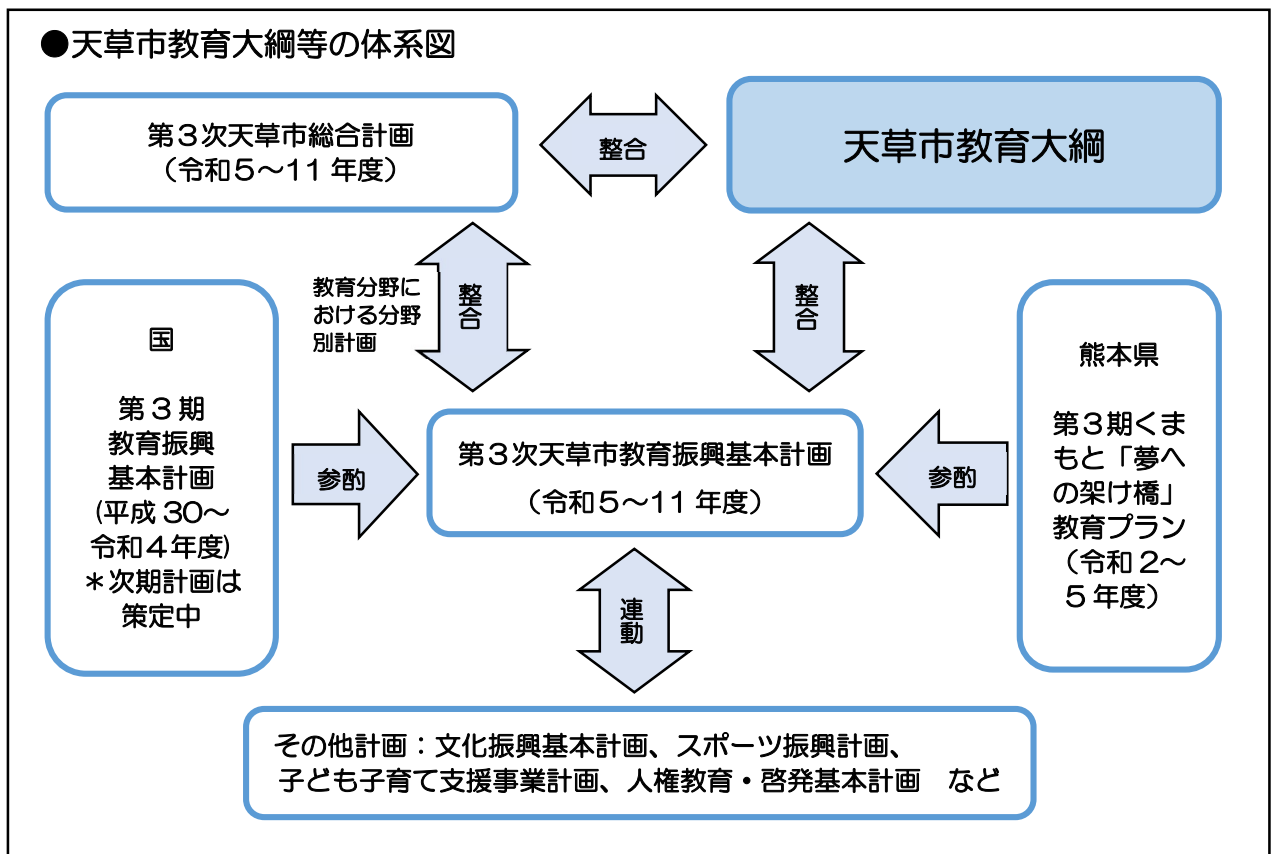 ●天草市教育大綱等の体系図
第３次天草市総合計画
（令和５～11 年度）
整合
天草市教育大綱
教育分野に
おける分野
別計画
整合
整合
国
第３期
教育振興
基本計画
(平成 30～
令和４年度)
＊次期計画は
策定中
参酌
第３次天草市教育振興基本計画
（令和５～11 年度）
参酌
熊本県
第３期くま
もと「夢へ
の架け橋」
教育プラン
（令和２～
５年度）
連動
その他計画：文化振興基本計画、スポーツ振興計画、
子ども子育て支援事業計画、人権教育・啓発基本計画　など